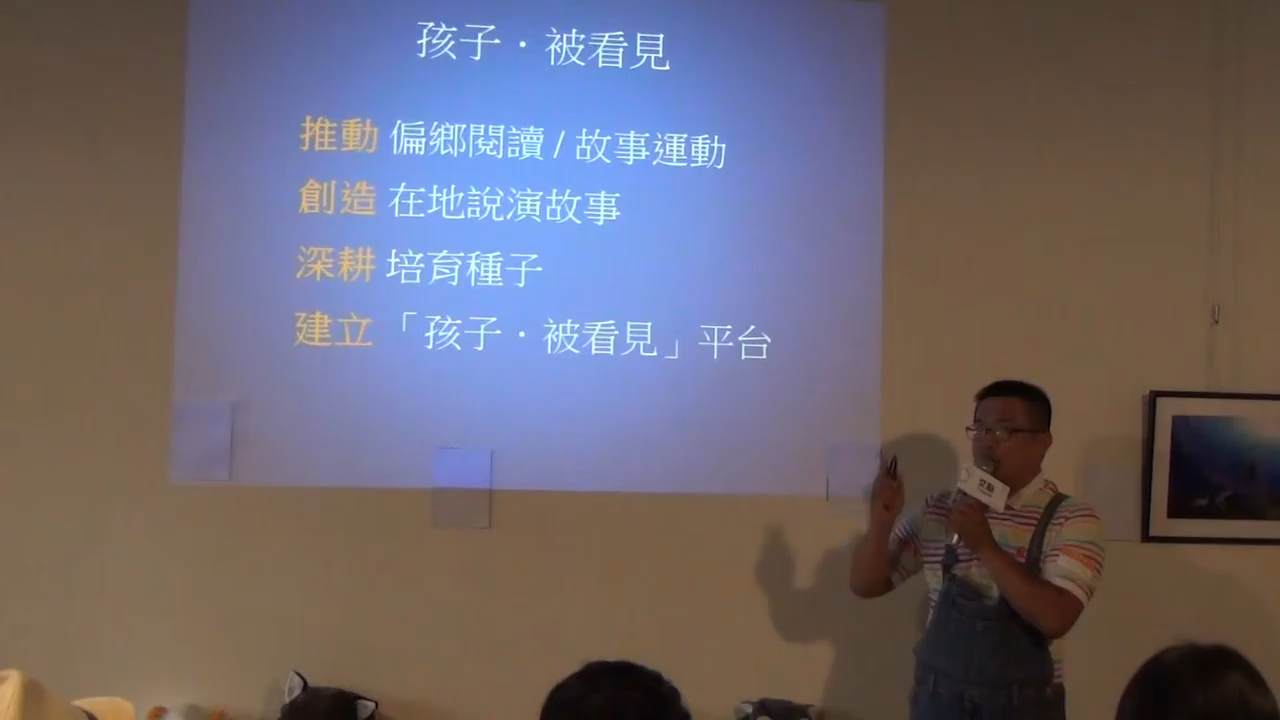 孩子・被看見
推動 偏鄉閱讀 / 故事運動
創造 在地說演故事
深耕 培育種子
建立 「孩子・被看見」平台